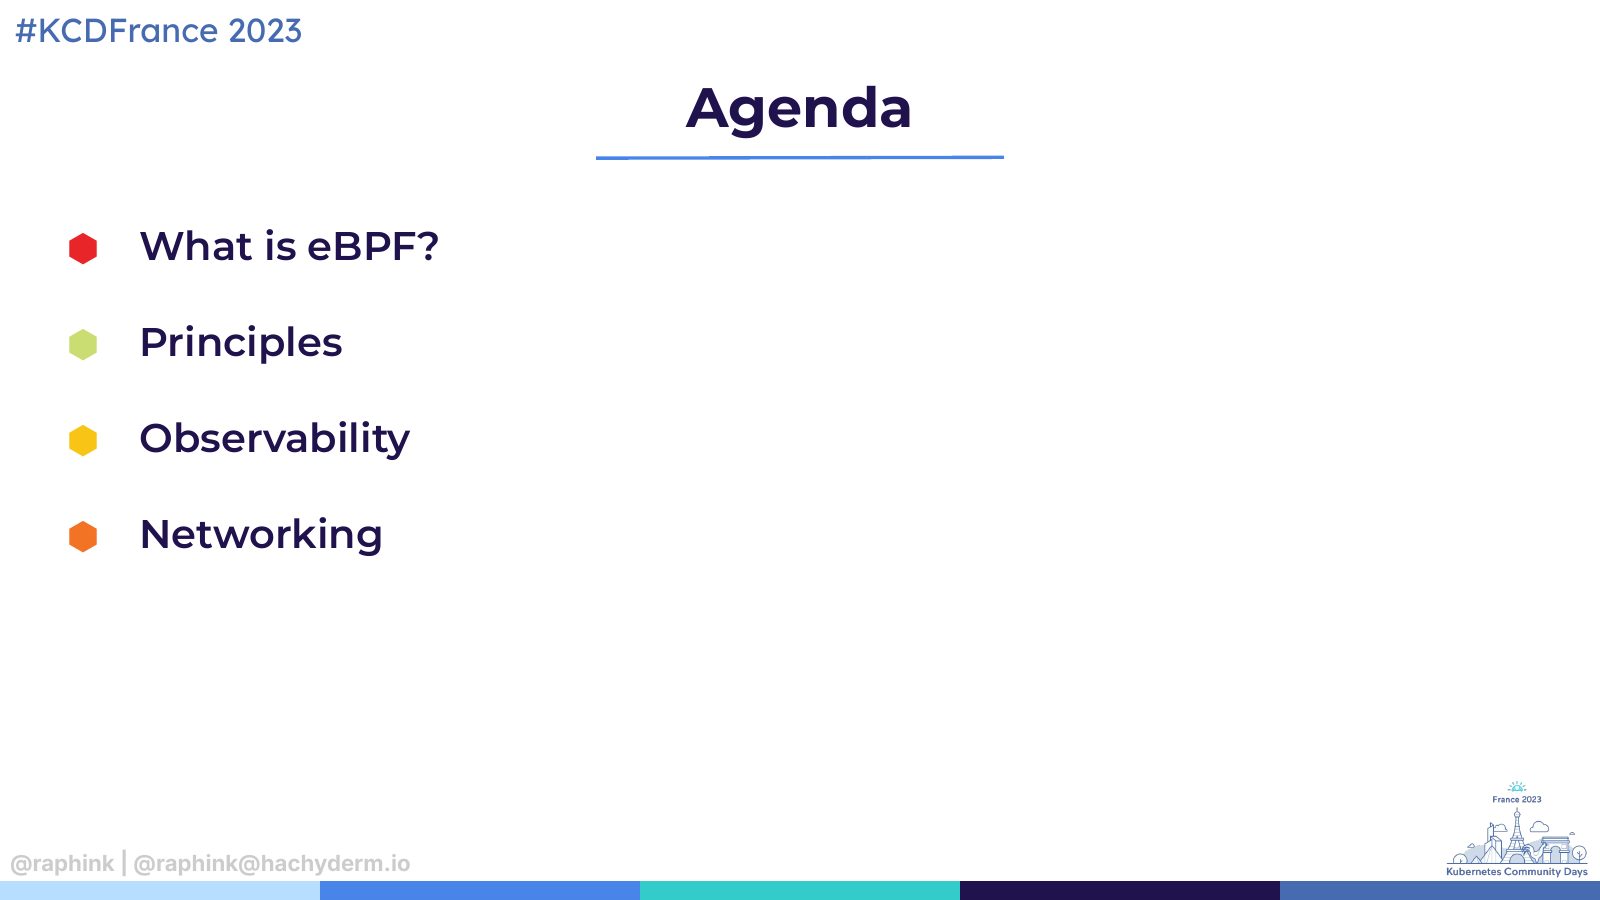 #KCDFrance 2023
Agenda
What is eBPF?
Principles
Observability
Networking
France 2023
Kubernetes Community Days
@raphink | @raphink@hachyderm.io